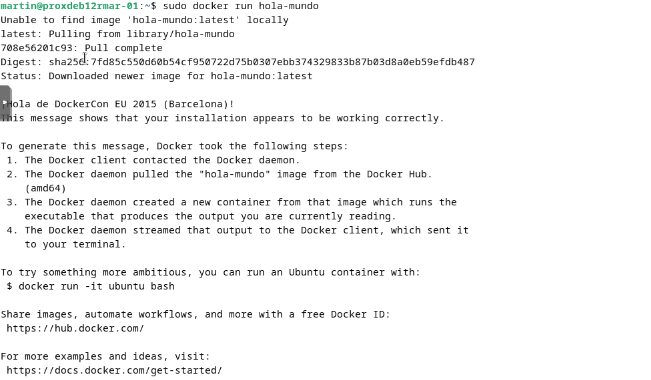 martin@proxdeb12rmar-01:~$ sudo docker run hola-mundo
Unable to find image 'hola-mundo:latest' locally
latest: Pulling from library/hola-mundo
708e56201c93: Pull complete
Digest: sha256:7fd85c550d60b54cf950722d75b0307ebb374329833b87b03d8a0eb59efdb487
Status: Downloaded newer image for hola-mundo:latest
¡Hola de DockerCon EU 2015 (Barcelona)!
This message shows that your installation appears to be working correctly.
To generate this message, Docker took the following steps:
1. The Docker client contacted the Docker daemon.
2. The Docker daemon pulled the "hola-mundo" image from the Docker Hub.
(amd64)
3. The Docker daemon created a new container from that image which runs the
executable that produces the output you are currently reading.
4. The Docker daemon streamed that output to the Docker client, which sent it
to your terminal.
To try something more ambitious, you can run an Ubuntu container with:
$ docker run -it ubuntu bash
Share images, automate workflows, and more with a free Docker ID:
https://hub.docker.com/
For more examples and ideas, visit:
https://docs.docker.com/get-started/